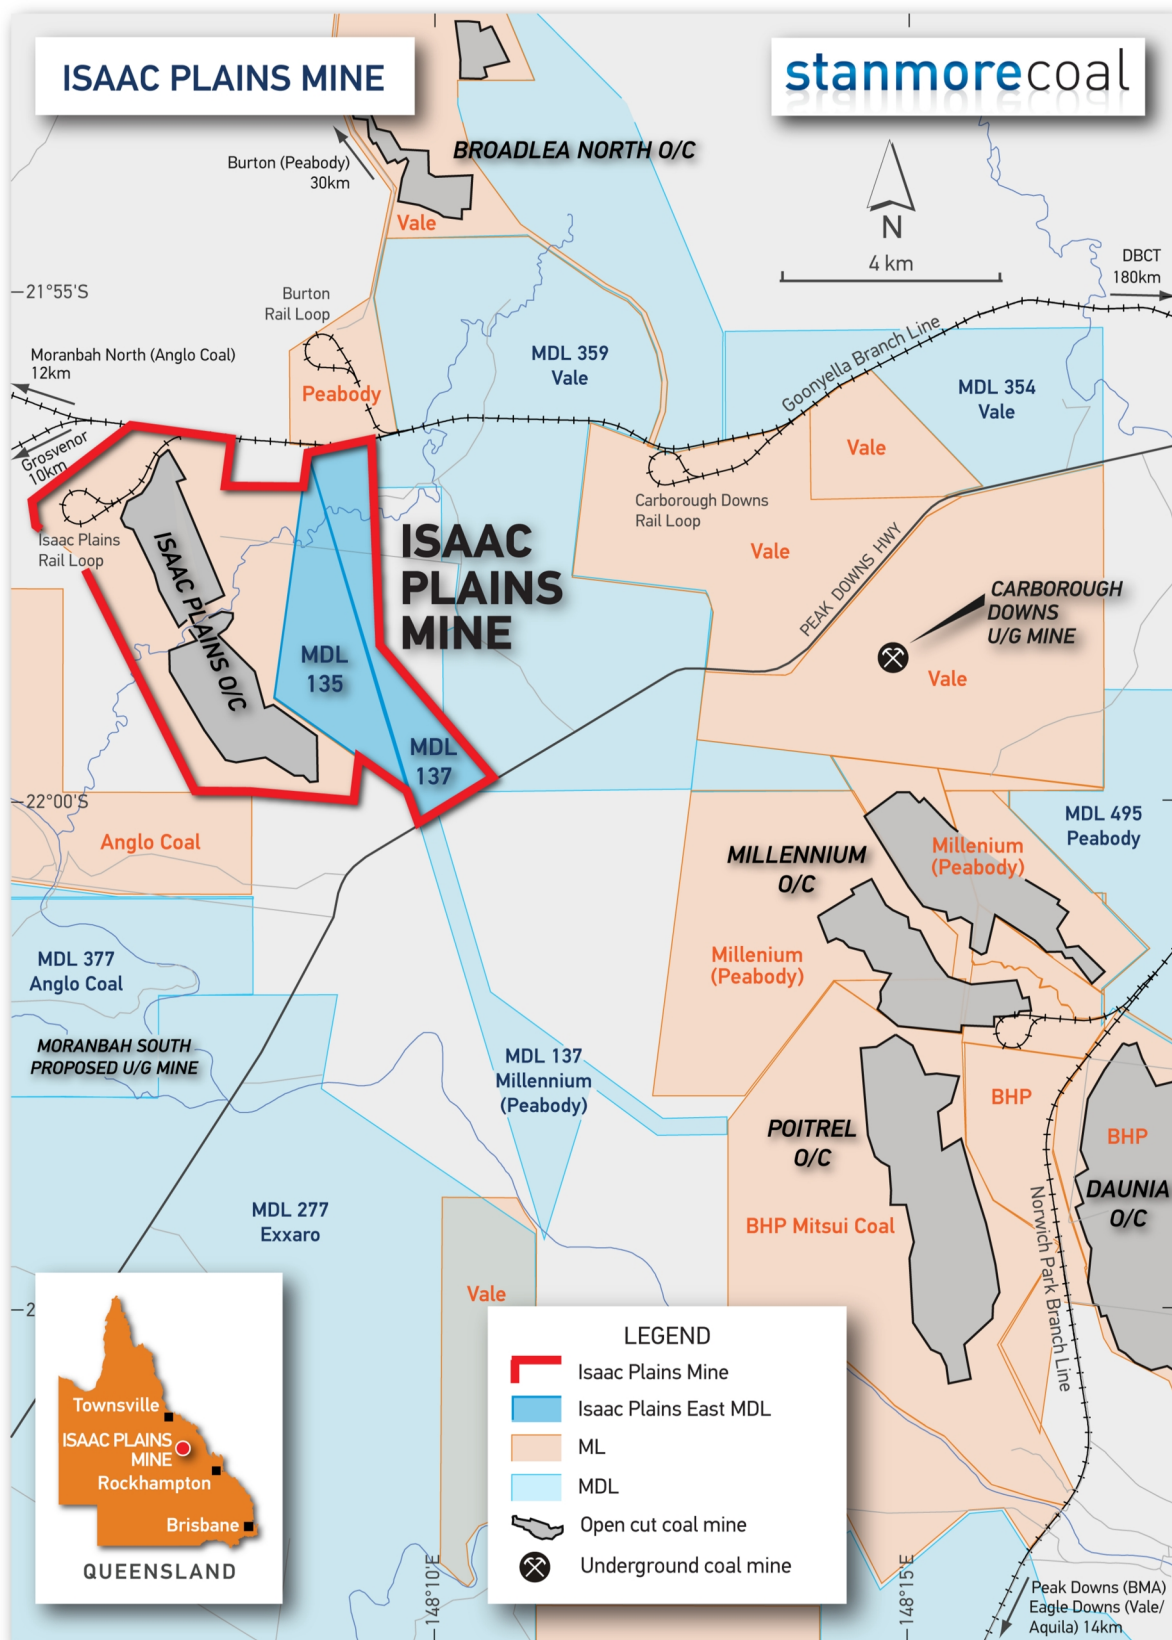 ISAAC PLAINS MINE
stanmorecoal
BROADLEA NORTH O/C
Burton (Peabody)
30km
Vale
N
4 km
DBCT
180km
21°55'S
Burton
Rail Loop
Moranbah North (Anglo Coal)
12km
Peabody
MDL 359
Vale
Goonyella Branch Line
MDL 354
Vale
Grosvenor
10km
Vale
Isaac Plains
Rail Loop
ISAAC PLAINS O/C
ISAAC
PLAINS
MINE
Carborough Downs
Rail Loop
Vale
PEAK DOWNS HWY
CARBOROUGH
DOWNS
U/G MINE
Vale
MDL
135
MDL
137
22°00'S
Anglo Coal
MDL 495
Peabody
MILLENNIUM
O/C
Millenium
(Peabody)
MDL 377
Anglo Coal
Millenium
(Peabody)
MORANBAH SOUTH
PROPOSED U/G MINE
MDL 137
Millennium
(Peabody)
BHP
POITREL
O/C
BHP
DAUNIA
O/C
MDL 277
Exxaro
BHP Mitsui Coal
Norwich Park Branch Line
Vale
2
Townsville
ISAAC PLAINS
MINE
Rockhampton
Brisbane
QUEENSLAND
LEGEND
Isaac Plains Mine
Isaac Plains East MDL
ML
MDL
Open cut coal mine
Underground coal mine
148°10'E
148°15'E
Peak Downs (BMA)
Eagle Downs (Vale/
Aquila) 14km